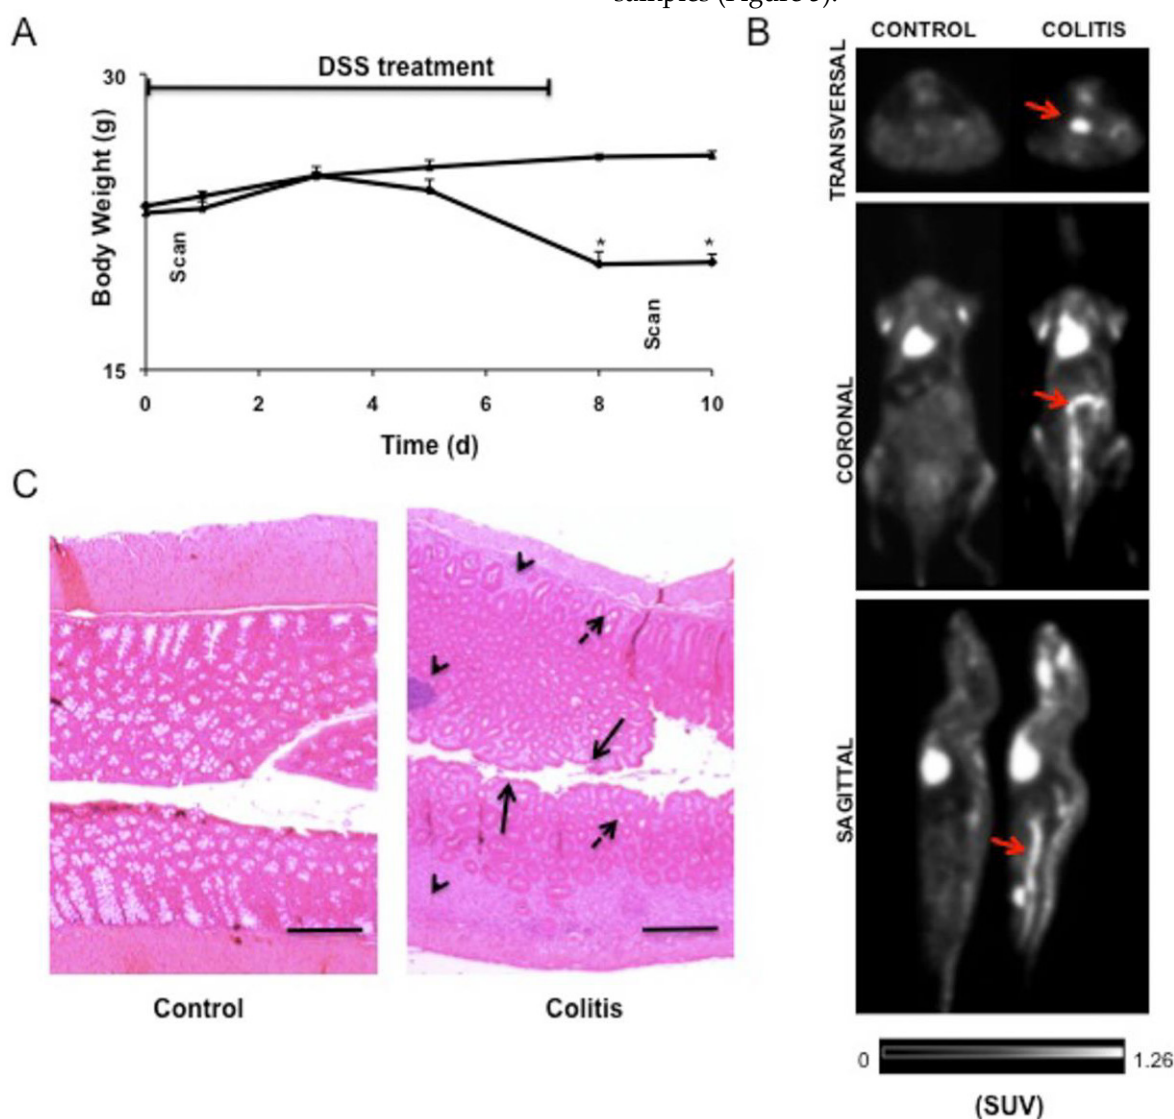 samples (Figure 5).
A
B
CONTROL COLITIS
DSS treatment
30
15
Body Weight (g)
Scan
*
*
Scan
0 2 4 6 8 10
Time (d)
TRANSVERSAL
CORONAL
SAGITTAL
0 1.26
(SUV)
C
Control Colitis